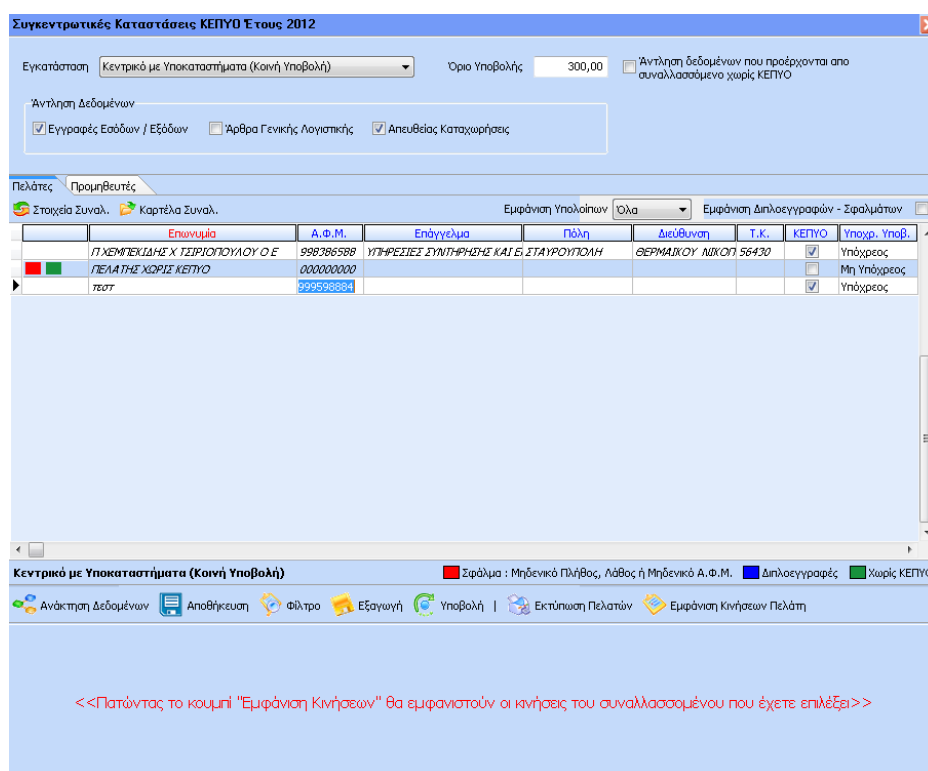 Συγκεντρωτικές Καταστάσεις ΚΕΠΥΟ Έτους 2012
Εγκατάσταση Κεντρικό με Υποκαταστήματα (Κοινή Υποβολή) Όριο Υποβολής 300,00 Άντληση δεδομένων που προέρχονται απο
συναλλασσόμενο χωρίς ΚΕΠΥΟ
Άντληση Δεδομένων
Εγγραφές Εσόδων / Εξόδων Άρθρα Γενικής Λογιστικής Απευθείας Καταχωρήσεις
Πελάτες Προμηθευτές
Στοιχεία Συναλ. Καρτέλα Συναλ. Εμφάνιση Υπολοίπων Όλα Εμφάνιση Διπλοεγγραφών - Σφαλμάτων
Επωνυμία Α.Φ.Μ. Επάγγελμα Πόλη Διεύθυνση Τ.Κ. ΚΕΠΥΟ Υποχρ. Υποβ.
Π ΧΕΜΠΕΚΙΔΗΣ Χ ΤΣΙΡΙΟΠΟΥΛΟΥ Ο Ε 998386588 ΥΠΗΡΕΣΙΕΣ ΣΥΝΤΗΡΗΣΗΣ ΚΑΙ Ε ΣΤΑΥΡΟΥΠΟΛΗ ΘΕΡΜΑΙΚΟΥ ΝΙΚΟΠ 56430 Υπόχρεος
ΠΕΛΑΤΗΣ ΧΩΡΙΣ ΚΕΠΥΟ 000000000 Μη Υπόχρεος
τεστ 999598884 Υπόχρεος
Κεντρικό με Υποκαταστήματα (Κοινή Υποβολή) Σφάλμα : Μηδενικό Πλήθος, Λάθος ή Μηδενικό Α.Φ.Μ. Διπλοεγγραφές Χωρίς ΚΕΠΥΟ
Ανάκτηση Δεδομένων Αποθήκευση Φίλτρο Εξαγωγή Υποβολή | Εκτύπωση Πελατών Εμφάνιση Κινήσεων Πελάτη
<<Πατώντας το κουμπί "Εμφάνιση Κινήσεων" θα εμφανιστούν οι κινήσεις του συναλλασσομένου που έχετε επιλέξει>>